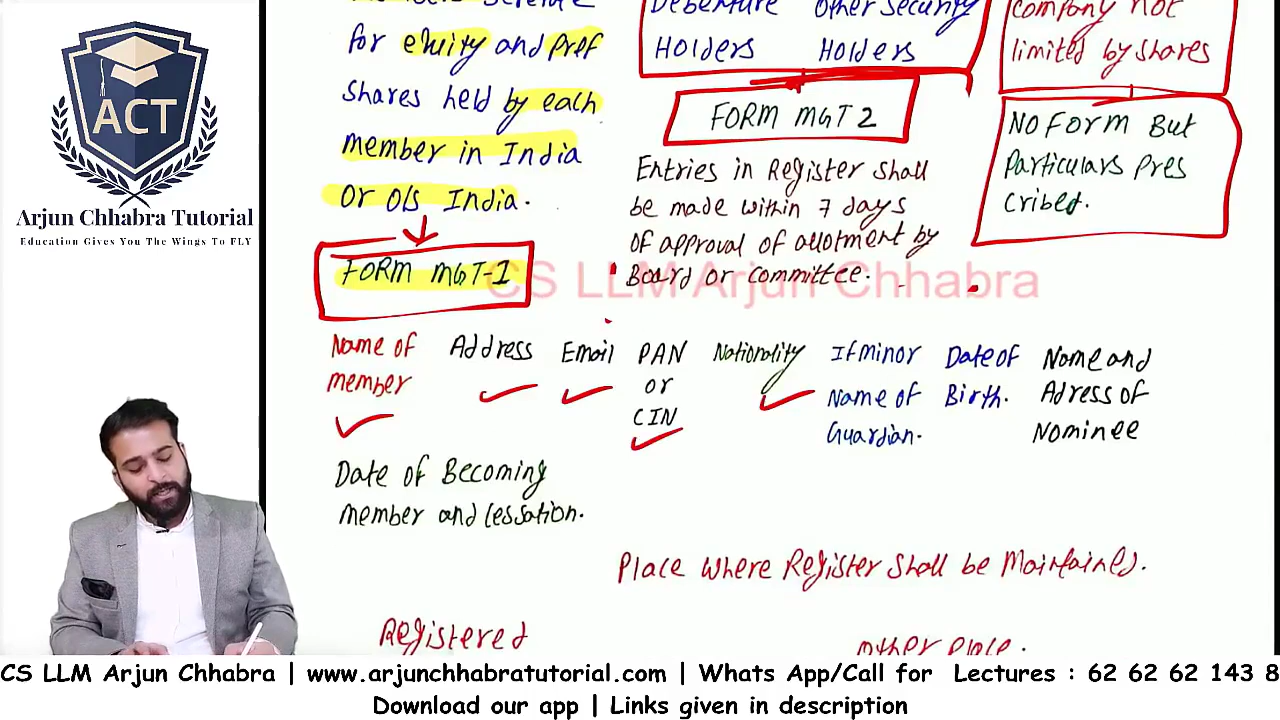 for equity and Pref
Shares held by each
member in India
Or O/s India.
FORM MGT-1
Debenture Other Security
Holders Holders
FORM MGT 2
Entries in Register shall
be made within 7 days
of approval of allotment by
Board or committee.
Company not
limited by shares
NO FORM But
Particulars Pres
cribed.
CS LLM Arjun Chhabra
Name of
member
Address
Email
PAN
or
CIN
Nationality
If minor
Name of
Guardian.
Date of
Birth.
Name and
Adress of
Nominee
Date of Becoming
member and Cessation.
Place where Register shall be Maintained.
Registered
other place.
ACT
Arjun Chhabra Tutorial
Education Gives You The Wings To FLY
CS LLM Arjun Chhabra | www.arjunchhabratutorial.com | Whats App/Call for Lectures : 62 62 62 143 8
Download our app | Links given in description